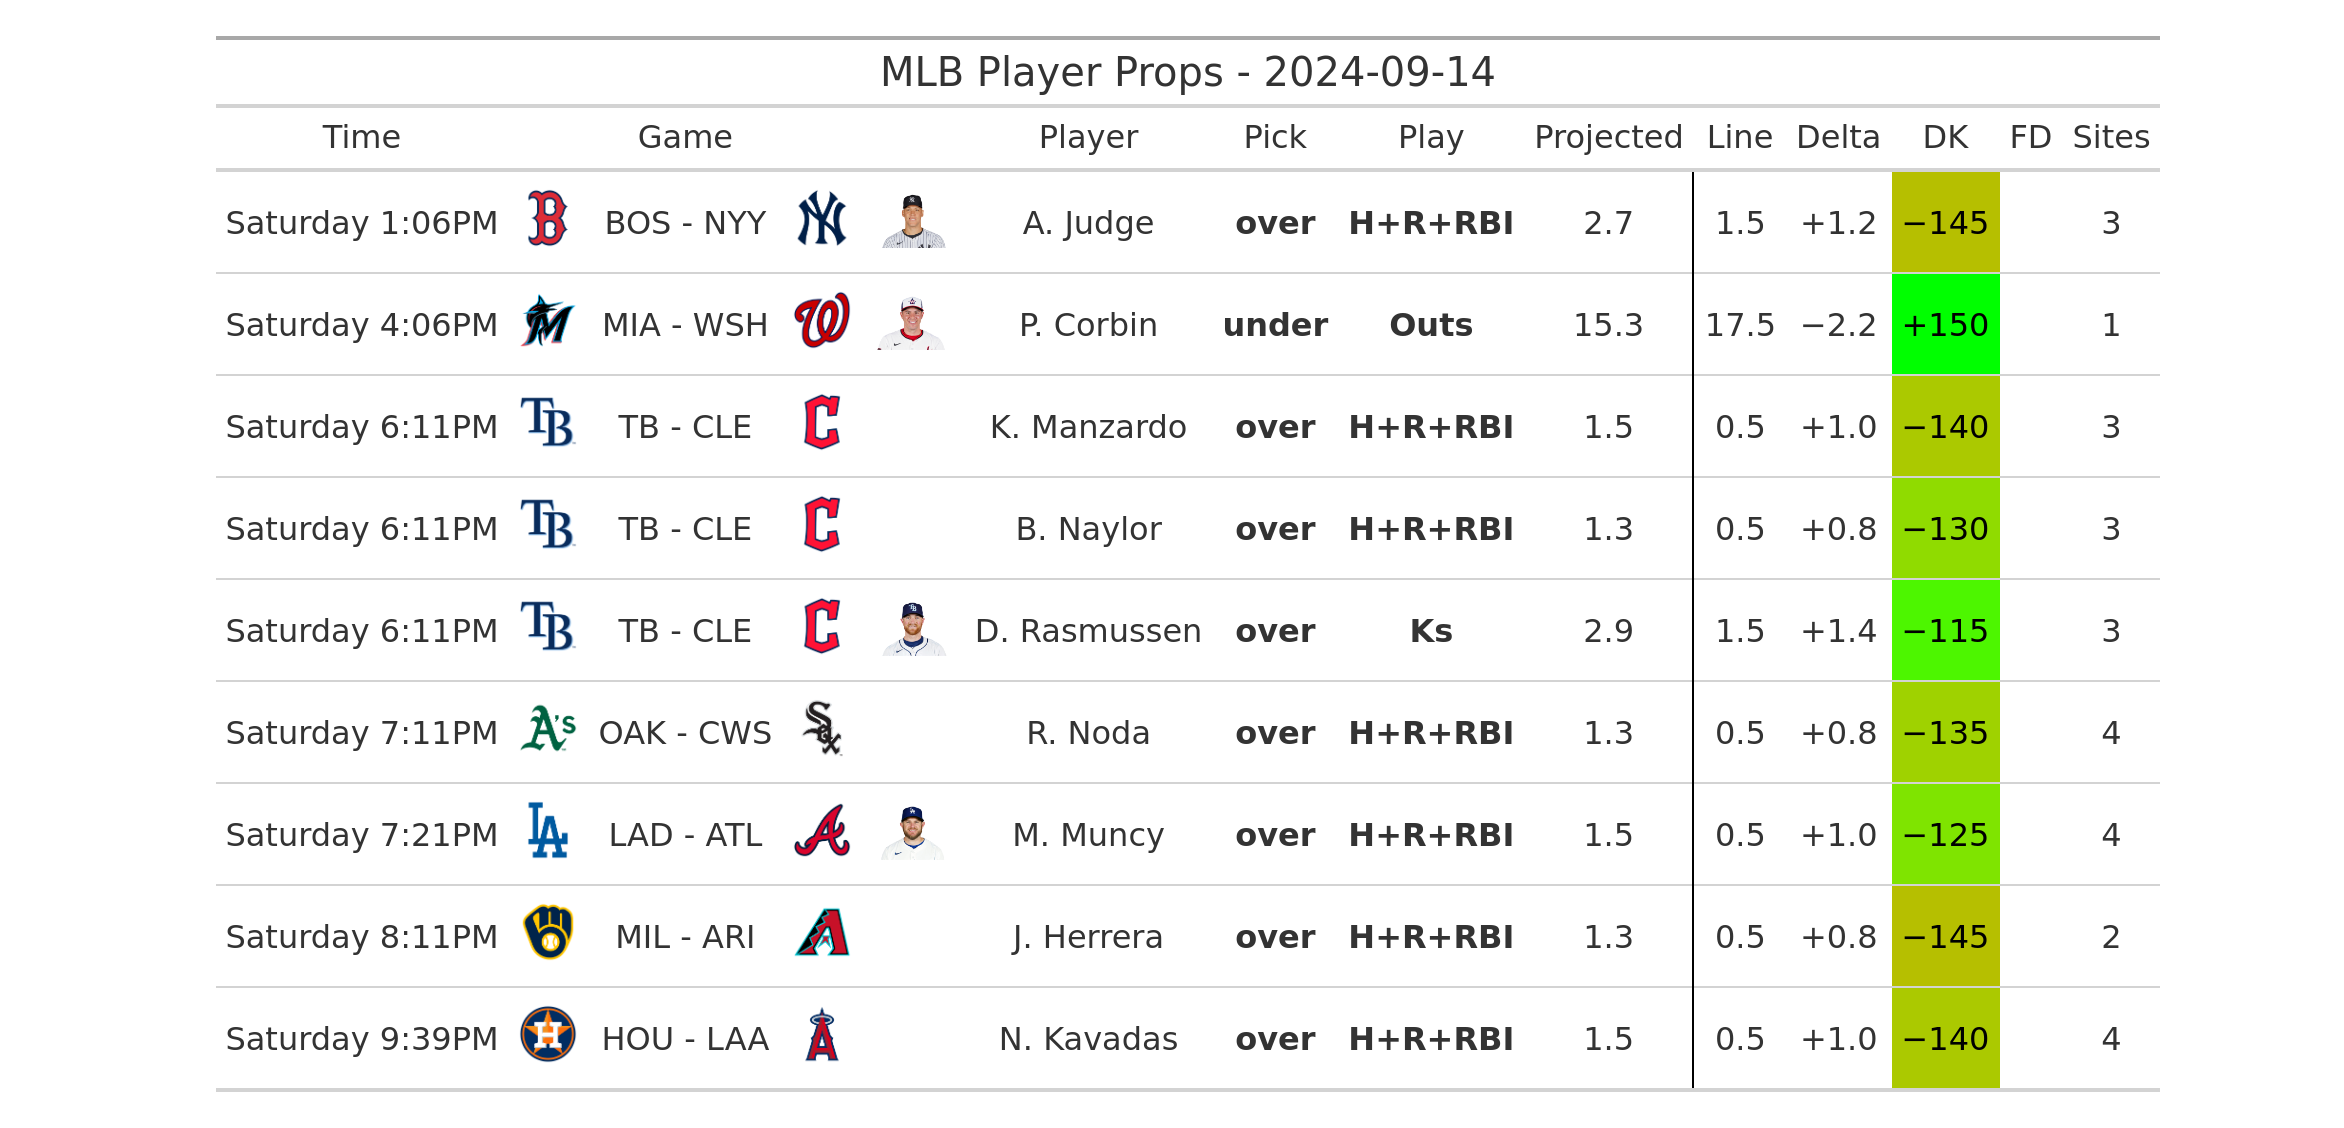 MLB Player Props - 2024-09-14
Time Game Player Pick Play Projected Line Delta DK FD Sites
Saturday 1:06PM BOS - NYY A. Judge over H+R+RBI 2.7 1.5 +1.2 −145 3
Saturday 4:06PM MIA - WSH P. Corbin under Outs 15.3 17.5 −2.2 +150 1
Saturday 6:11PM TB - CLE K. Manzardo over H+R+RBI 1.5 0.5 +1.0 −140 3
Saturday 6:11PM TB - CLE B. Naylor over H+R+RBI 1.3 0.5 +0.8 −130 3
Saturday 6:11PM TB - CLE D. Rasmussen over Ks 2.9 1.5 +1.4 −115 3
Saturday 7:11PM OAK - CWS R. Noda over H+R+RBI 1.3 0.5 +0.8 −135 4
Saturday 7:21PM LAD - ATL M. Muncy over H+R+RBI 1.5 0.5 +1.0 −125 4
Saturday 8:11PM MIL - ARI J. Herrera over H+R+RBI 1.3 0.5 +0.8 −145 2
Saturday 9:39PM HOU - LAA N. Kavadas over H+R+RBI 1.5 0.5 +1.0 −140 4